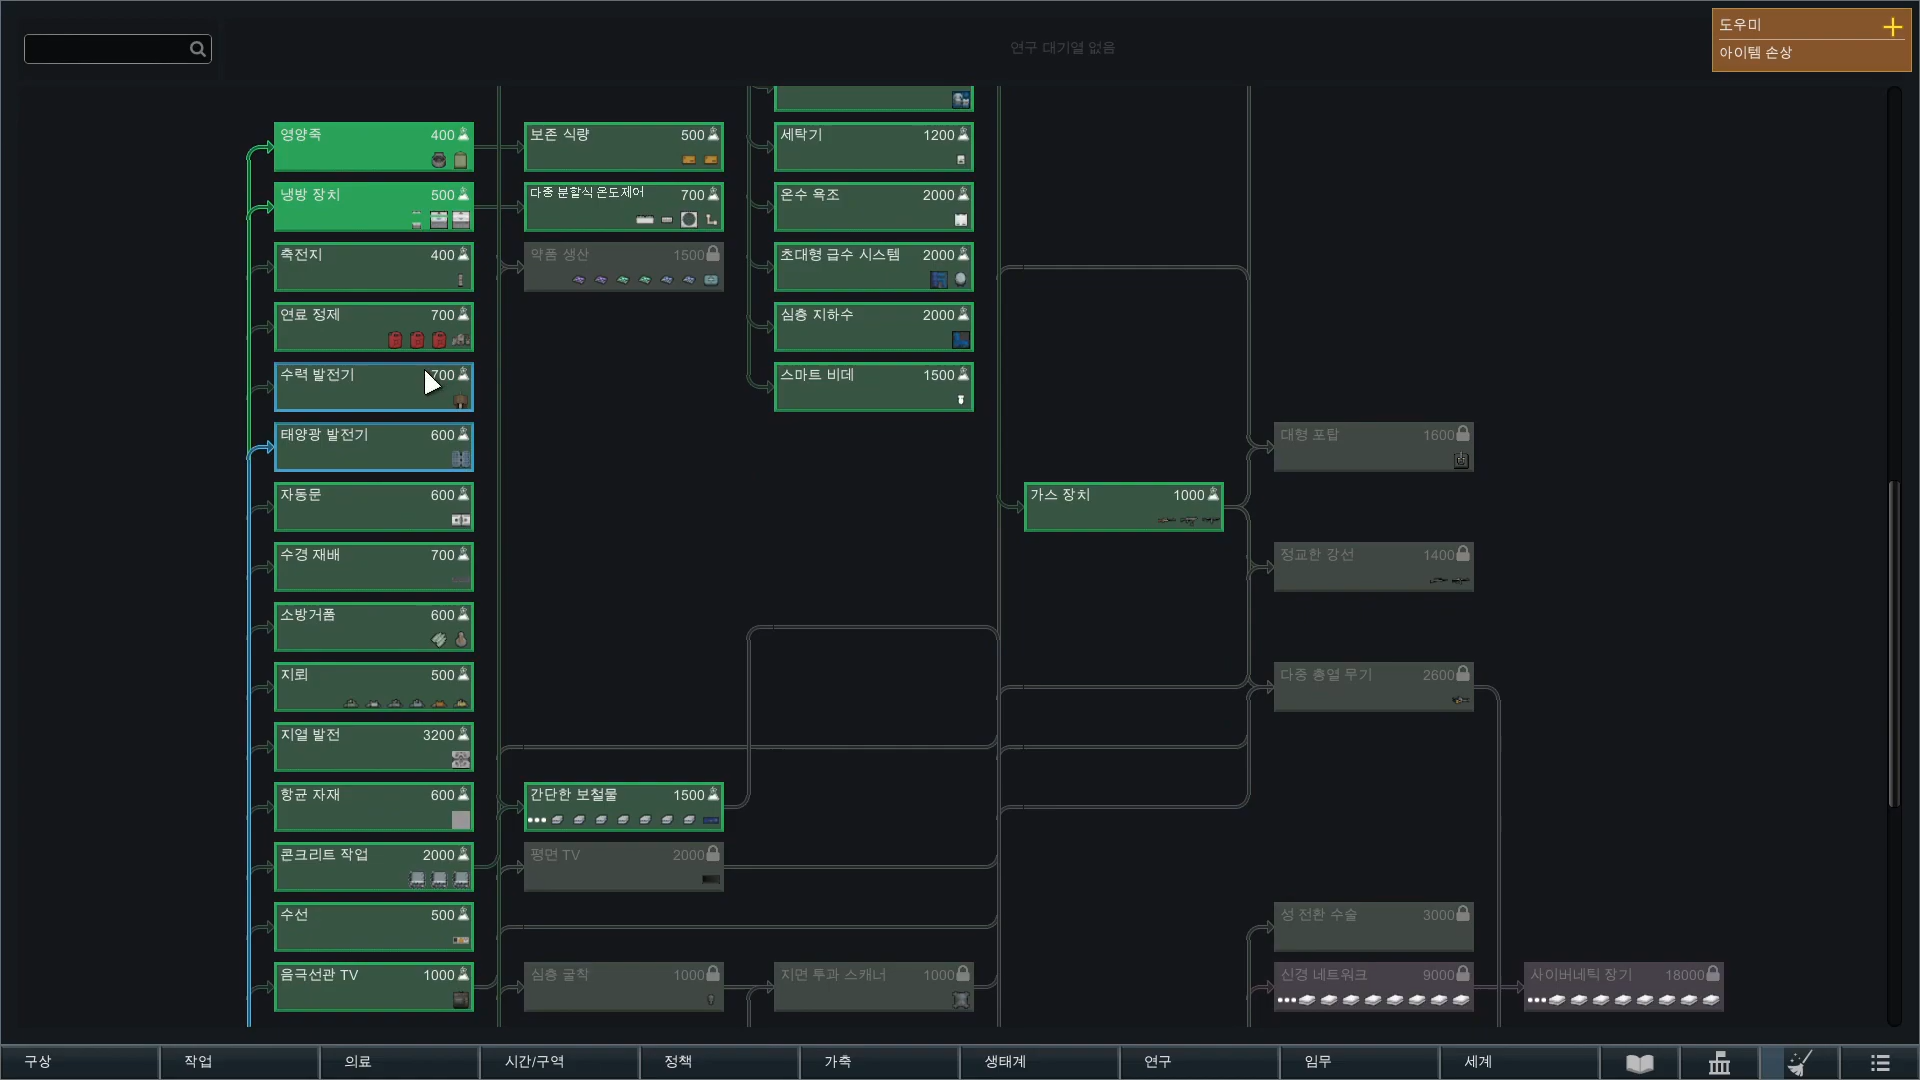 연구 대기열 없음
도우미
아이템 손상
영양죽 400
보존 식량 500
세탁기 1200
냉방 장치 500
다중 분할식 온도제어 700
온수 욕조 2000
축전지 400
약품 생산 1500
초대형 급수 시스템 2000
연료 정제 700
심층 지하수 2000
수력 발전기 700
스마트 비데 1500
태양광 발전기 600
대형 포탑 1600
자동문 600
가스 장치 1000
수경 재배 700
정교한 강선 1400
소방거품 600
지뢰 500
다중 총열 무기 2600
지열 발전 3200
항균 자재 600
간단한 보철물 1500
콘크리트 작업 2000
평면 TV 2000
수선 500
성 전환 수술 3000
음극선관 TV 1000
심층 굴착 1000
지면 투과 스캐너 1000
신경 네트워크 9000
사이버네틱 장기 18000
구상
작업
의료
시간/구역
정책
가축
생태계
연구
임무
세계